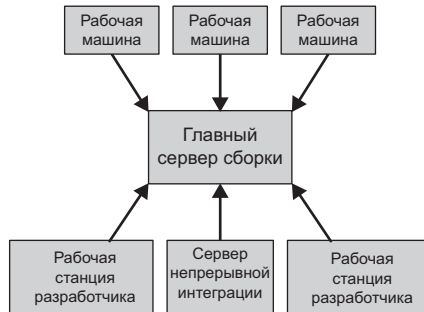 Рабочая
машина
Рабочая
машина
Рабочая
машина
Главный
сервер сборки
Рабочая
станция
разработчика
Сервер
непрерывной
интеграции
Рабочая
станция
разработчика